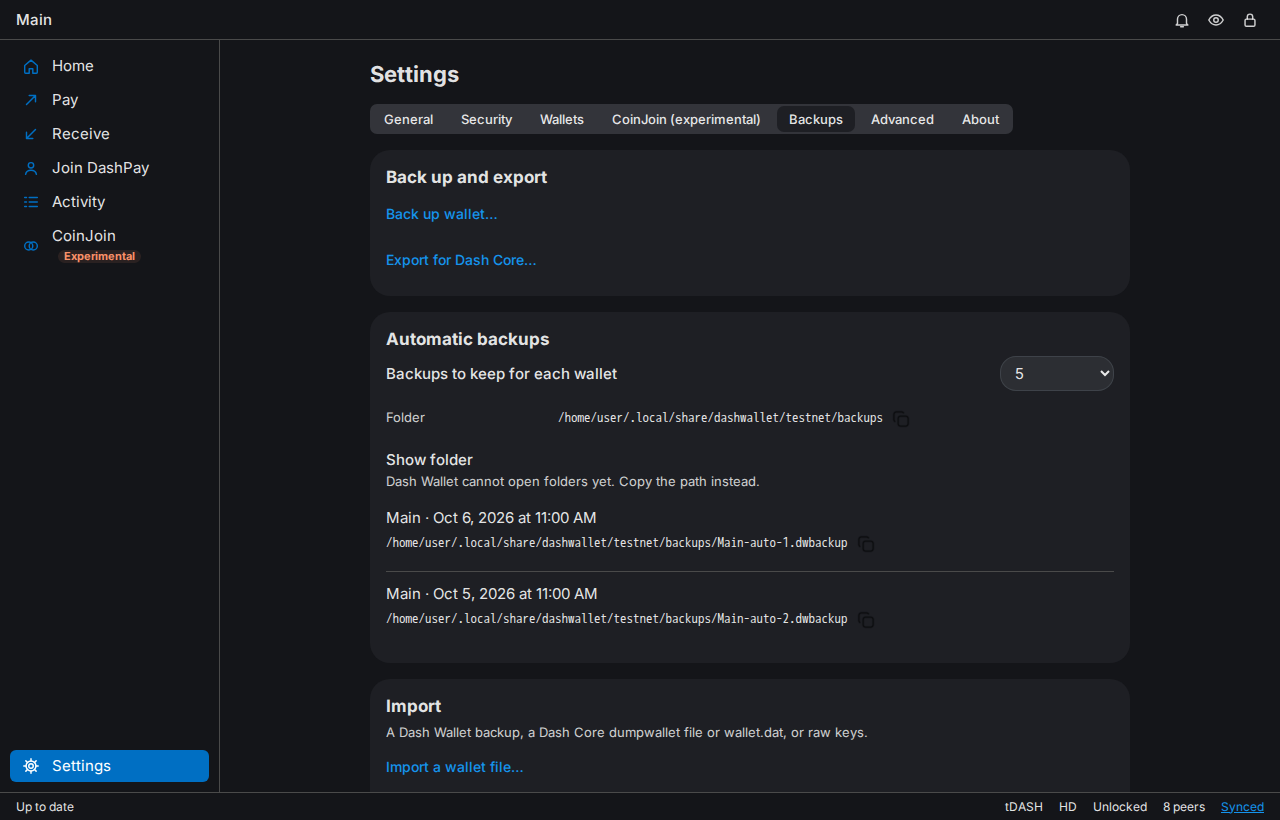 Main
Home
Pay
Receive
Join DashPay
Activity
CoinJoin
Experimental
Settings
Settings
General Security Wallets CoinJoin (experimental) Backups Advanced About
Back up and export
Back up wallet...
Export for Dash Core...
Automatic backups
Backups to keep for each wallet 5
Folder /home/user/.local/share/dashwallet/testnet/backups
Show folder
Dash Wallet cannot open folders yet. Copy the path instead.
Main · Oct 6, 2026 at 11:00 AM
/home/user/.local/share/dashwallet/testnet/backups/Main-auto-1.dwbackup
Main · Oct 5, 2026 at 11:00 AM
/home/user/.local/share/dashwallet/testnet/backups/Main-auto-2.dwbackup
Import
A Dash Wallet backup, a Dash Core dumpwallet file or wallet.dat, or raw keys.
Import a wallet file...
Up to date tDASH HD Unlocked 8 peers Synced